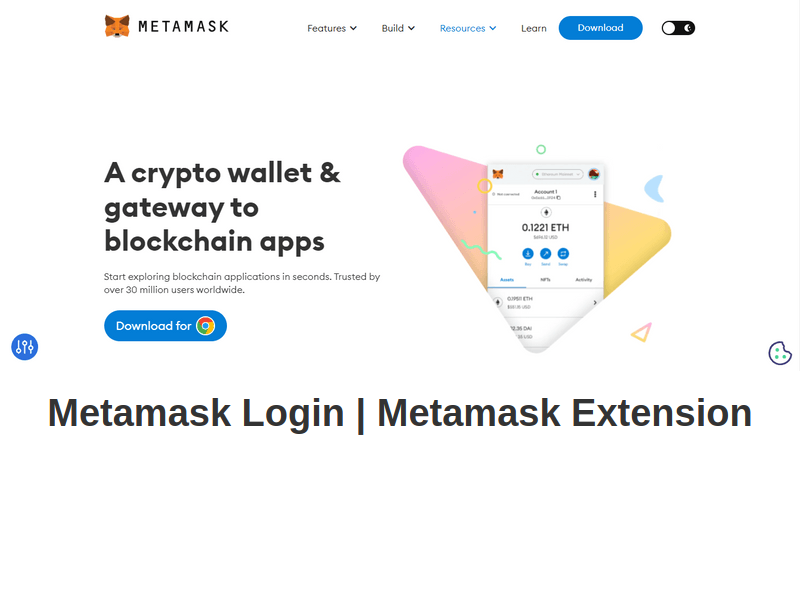 METAMASK
Features Build Resources Learn Download
A crypto wallet &
gateway to
blockchain apps
Start exploring blockchain applications in seconds. Trusted by
over 30 million users worldwide.
Download for
Account 1
0.1221 ETH
Buy Send Swap
Assets NFTs Activity
0.1951 ETH
Metamask Login | Metamask Extension